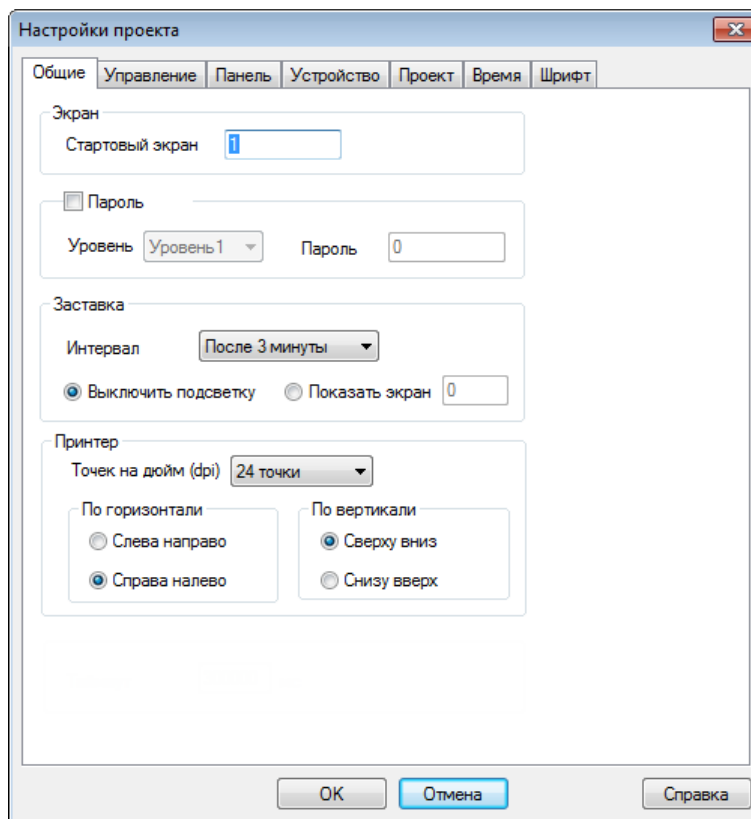 Настройки проекта
Общие Управление Панель Устройство Проект Время Шрифт
Экран
Стартовый экран 1
Пароль
Уровень Уровень1 Пароль 0
Заставка
Интервал После 3 минуты
Выключить подсветку Показать экран 0
Принтер
Точек на дюйм (dpi) 24 точки
По горизонтали По вертикали
Слева направо Сверху вниз
Справа налево Снизу вверх
OK Отмена Справка